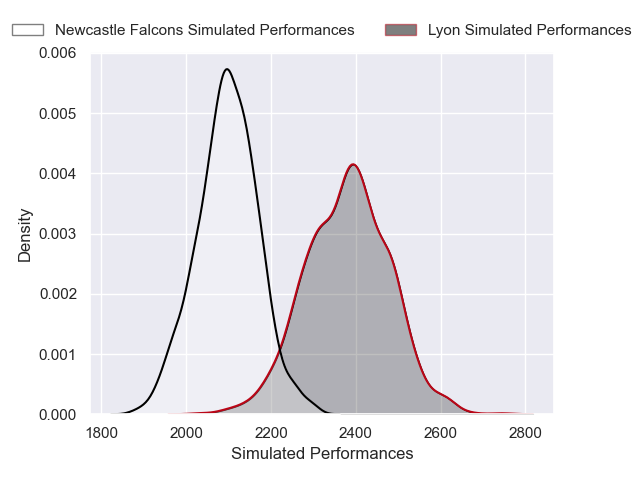 Newcastle Falcons Simulated Performances Lyon Simulated Performances
0.006
0.005
0.004
0.003
0.002
0.001
0.000
Density
1800 2000 2200 2400 2600 2800
Simulated Performances